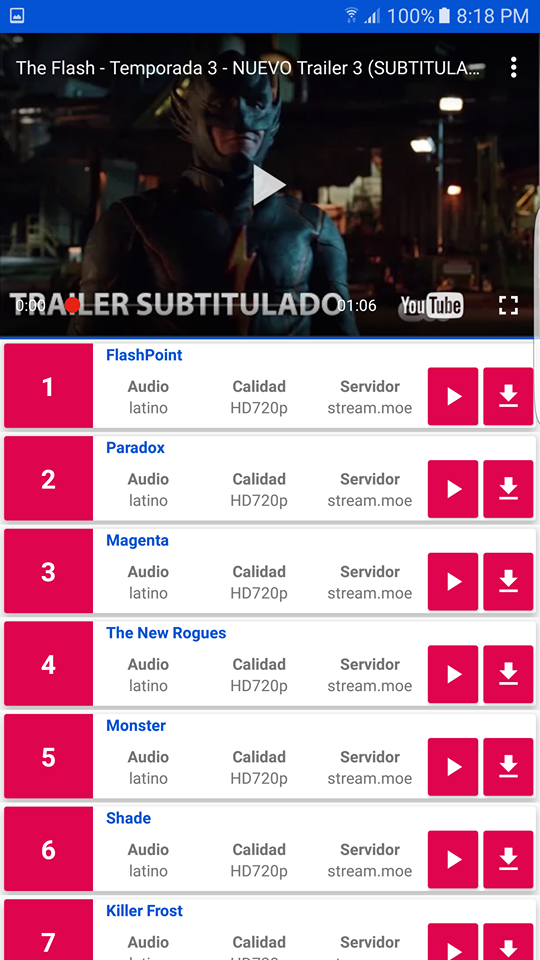 100% 8:18 PM
The Flash - Temporada 3 - NUEVO Trailer 3 (SUBTITULA...
TRAILER SUBTITULADO
0:00 01:06 YouTube
FlashPoint
1 Audio Calidad Servidor
latino HD720p stream.moe
Paradox
2 Audio Calidad Servidor
latino HD720p stream.moe
Magenta
3 Audio Calidad Servidor
latino HD720p stream.moe
The New Rogues
4 Audio Calidad Servidor
latino HD720p stream.moe
Monster
5 Audio Calidad Servidor
latino HD720p stream.moe
Shade
6 Audio Calidad Servidor
latino HD720p stream.moe
Killer Frost
7 Audio Calidad Servidor